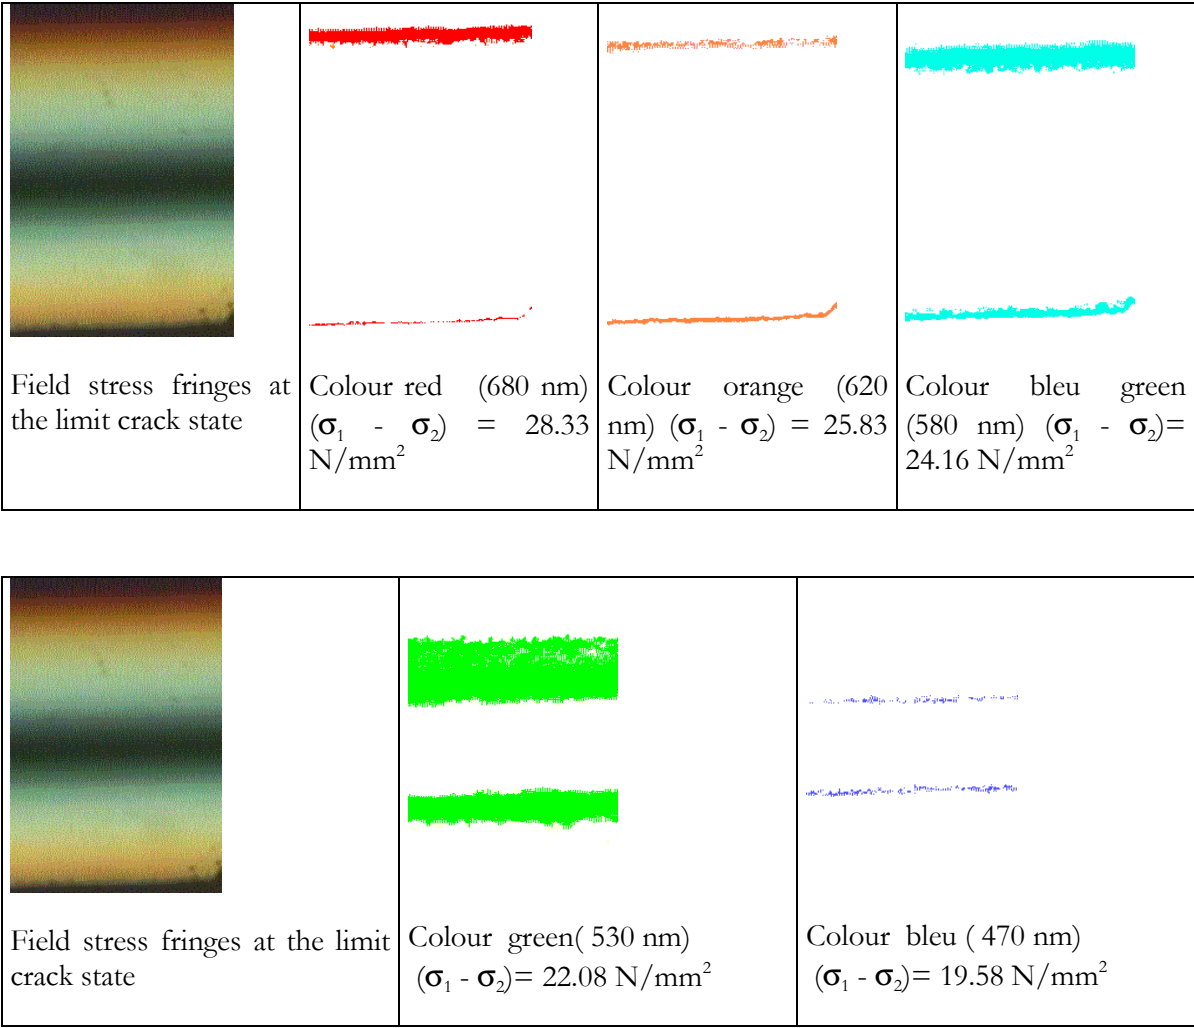 Field stress fringes at
the limit crack state
Colour red (680 nm)
(σ₁ - σ₂) = 28.33
N/mm²
Colour orange (620
nm) (σ₁ - σ₂) = 25.83
N/mm²
Colour bleu green
(580 nm) (σ₁ - σ₂)=
24.16 N/mm²
Field stress fringes at the limit
crack state
Colour green( 530 nm)
(σ₁ - σ₂)= 22.08 N/mm²
Colour bleu ( 470 nm)
(σ₁ - σ₂)= 19.58 N/mm²